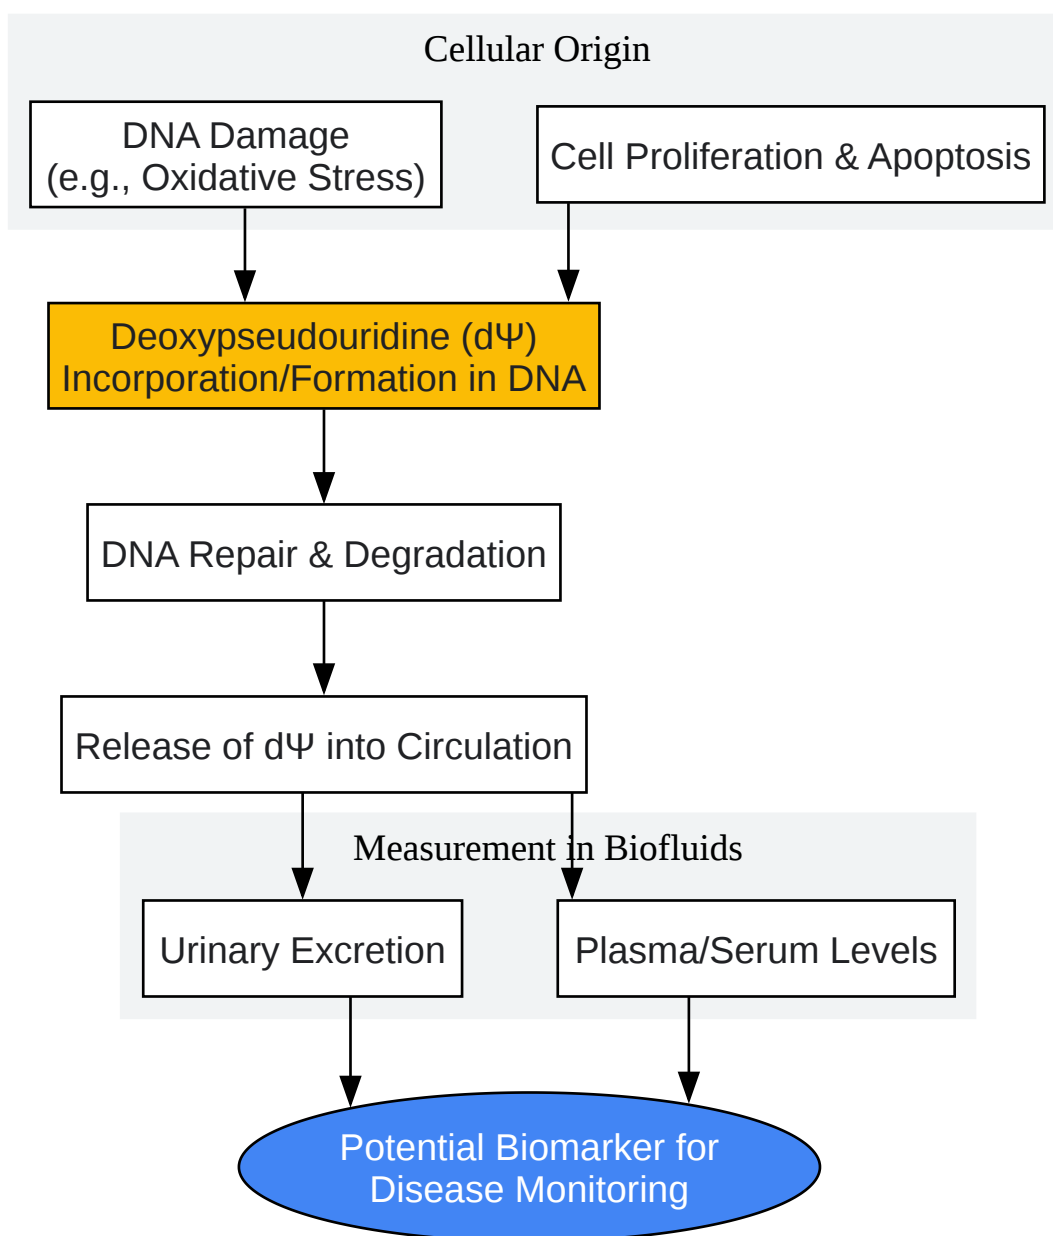 Cellular Origin
DNA Damage
(e.g., Oxidative Stress)
Cell Proliferation & Apoptosis
Deoxypseudouridine (dΨ)
Incorporation/Formation in DNA
DNA Repair & Degradation
Release of dΨ into Circulation
Measurement in Biofluids
Urinary Excretion
Plasma/Serum Levels
Potential Biomarker for
Disease Monitoring